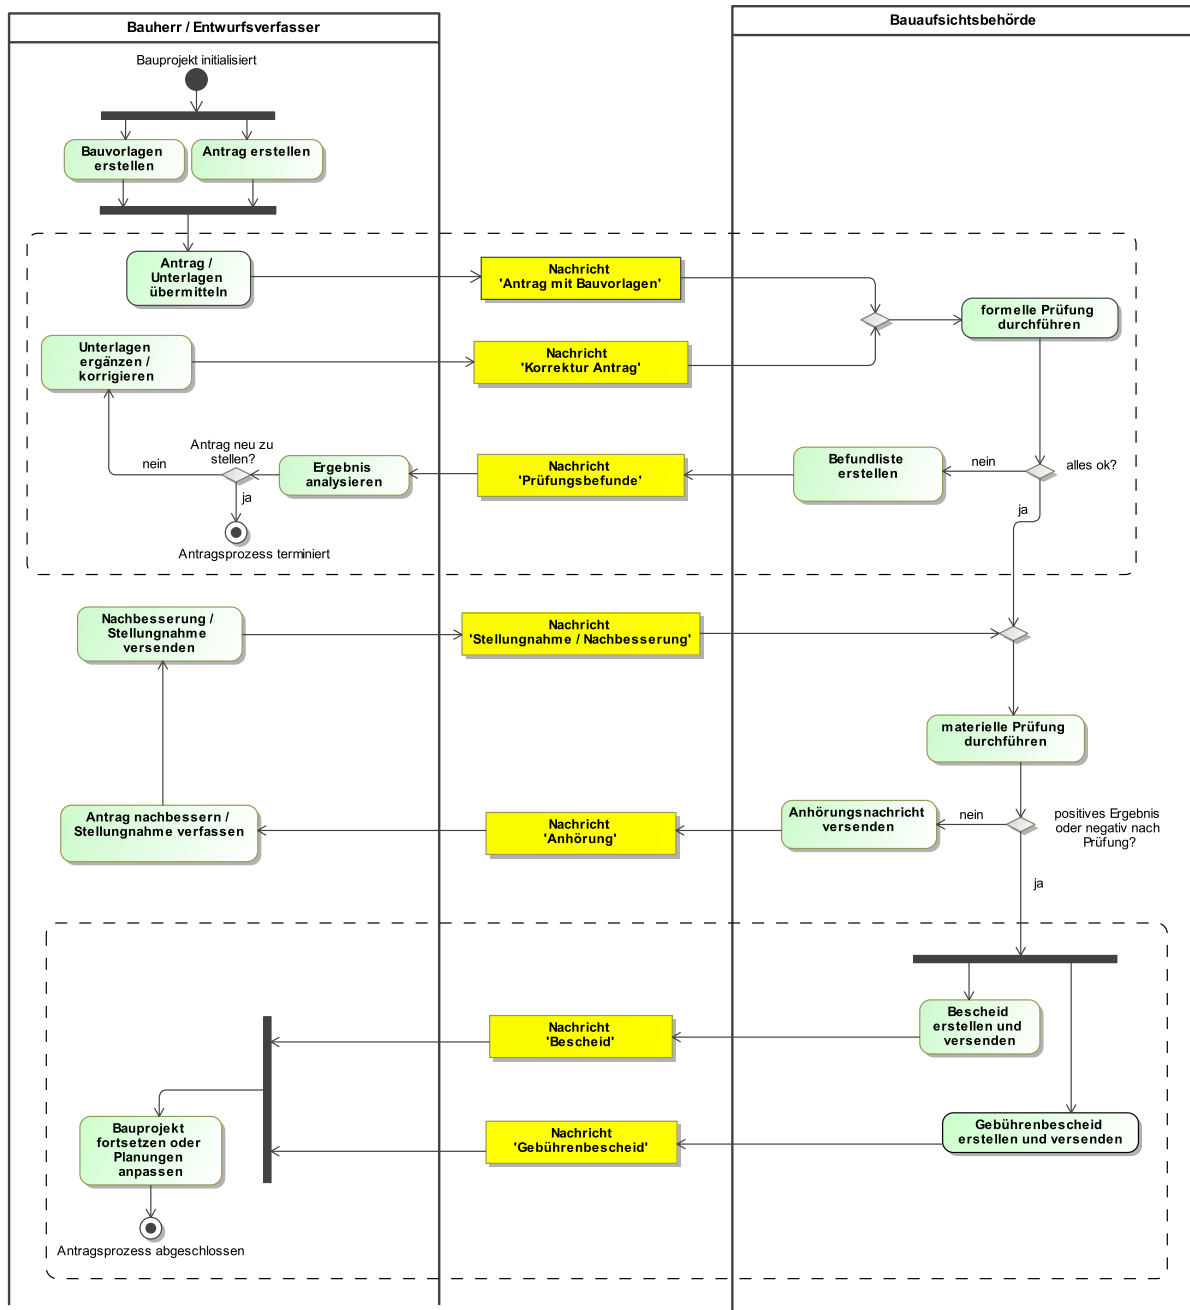 Bauherr / Entwurfsverfasser
Bauaufsichtsbehörde
Bauprojekt initialisiert
Bauvorlagen
erstellen
Antrag erstellen
Antrag /
Unterlagen
übermitteln
Nachricht
'Antrag mit Bauvorlagen'
formelle Prüfung
durchführen
Unterlagen
ergänzen /
korrigieren
Nachricht
'Korrektur Antrag'
Antrag neu zu
stellen?
nein
ja
Ergebnis
analysieren
Nachricht
'Prüfungsbefunde'
Befundliste
erstellen
nein
alles ok?
ja
Antragsprozess terminiert
Nachbesserung /
Stellungnahme
versenden
Nachricht
'Stellungnahme / Nachbesserung'
materielle Prüfung
durchführen
Antrag nachbessern /
Stellungnahme verfassen
Nachricht
'Anhörung'
Anhörungsnachricht
versenden
nein
positives Ergebnis
oder negativ nach
Prüfung?
ja
Nachricht
'Bescheid'
Bescheid
erstellen und
versenden
Bauprojekt
fortsetzen oder
Planungen
anpassen
Nachricht
'Gebührenbescheid'
Gebührenbescheid
erstellen und versenden
Antragsprozess abgeschlossen